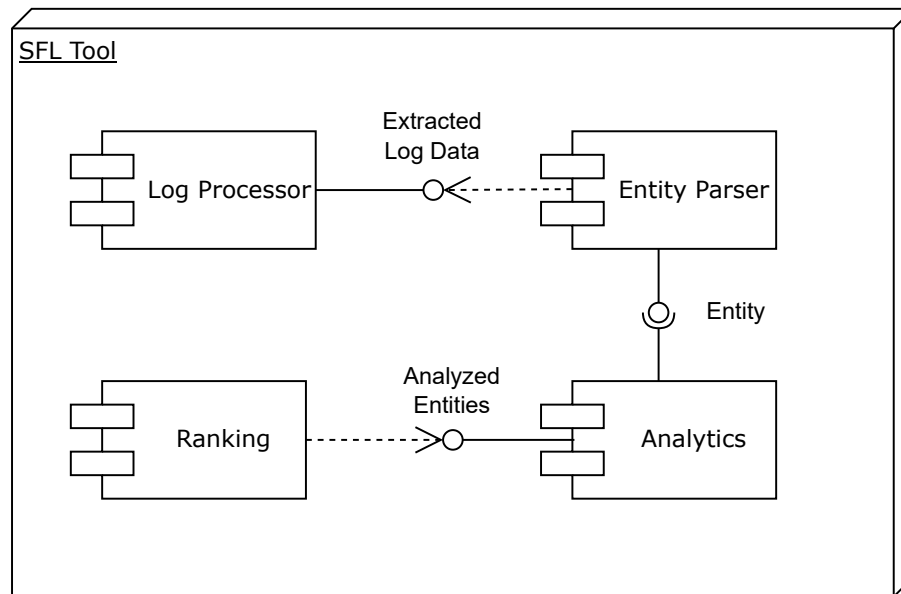 SFL Tool
Extracted
Log Data
Log Processor
Entity Parser
Entity
Analyzed
Entities
Ranking
Analytics